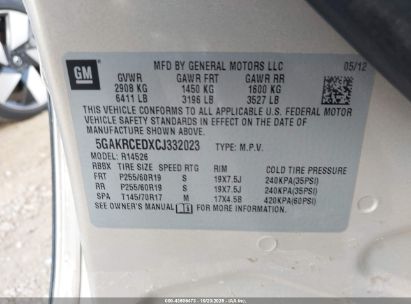 GM
MFD BY GENERAL MOTORS LLC 05/12
GVWR GAWR FRT GAWR RR
2908 KG 1450 KG 1600 KG
6411 LB 3196 LB 3527 LB
THIS VEHICLE CONFORMS TO ALL APPLICABLE U.S. FEDERAL MOTOR
VEHICLE SAFETY STANDARDS IN EFFECT ON THE DATE OF
MANUFACTURE SHOWN ABOVE.
5GAKRCEDXCJ332023 TYPE: M.P.V.
MODEL: R14526
RBBX TIRE SIZE SPEED RTG RIM COLD TIRE PRESSURE
FRT P255/60R19 S 19X7.5J 240KPA(35PSI)
RR P255/60R19 S 19X7.5J 240KPA(35PSI)
SPA T145/70R17 M 17X4.5B 420KPA(60PSI)
SEE OWNER'S MANUAL FOR ADDITIONAL INFORMATION.